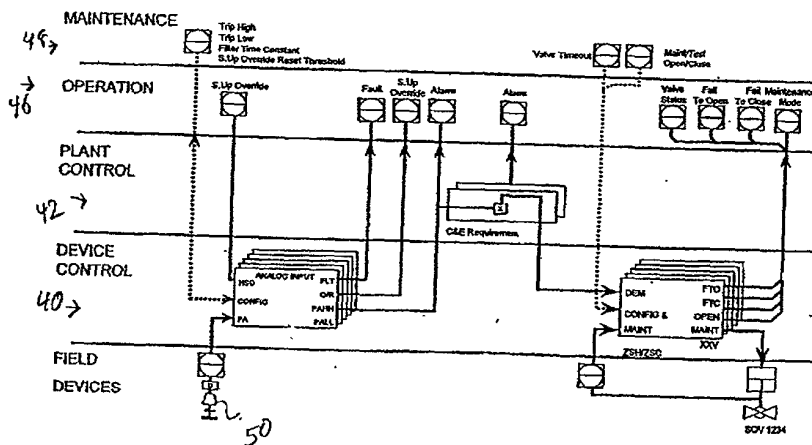 MAINTENANCE
48
Trip High
Trip Low
Filter Time Constant
S.Up Override Reset Threshold
Valve Timeout
Maint/Test
Open/Close
OPERATION
46
S.Up Override
Fault
S.Up
Override
Alarm
Alarm
Valve
Status
Fail
To Open
Fail
To Close
Maintenance
Mode
PLANT
CONTROL
42
C&E Requirement
DEVICE
CONTROL
40
ANALOG INPUT
FLT
O/R
CONFIG
PAHH
PA
PALL
DEM
FTO
FTC
CONFIG &
OPEN
MAINT
MAINT
XXV
FIELD
DEVICES
ZSH/ZSC
50
SOV 1234